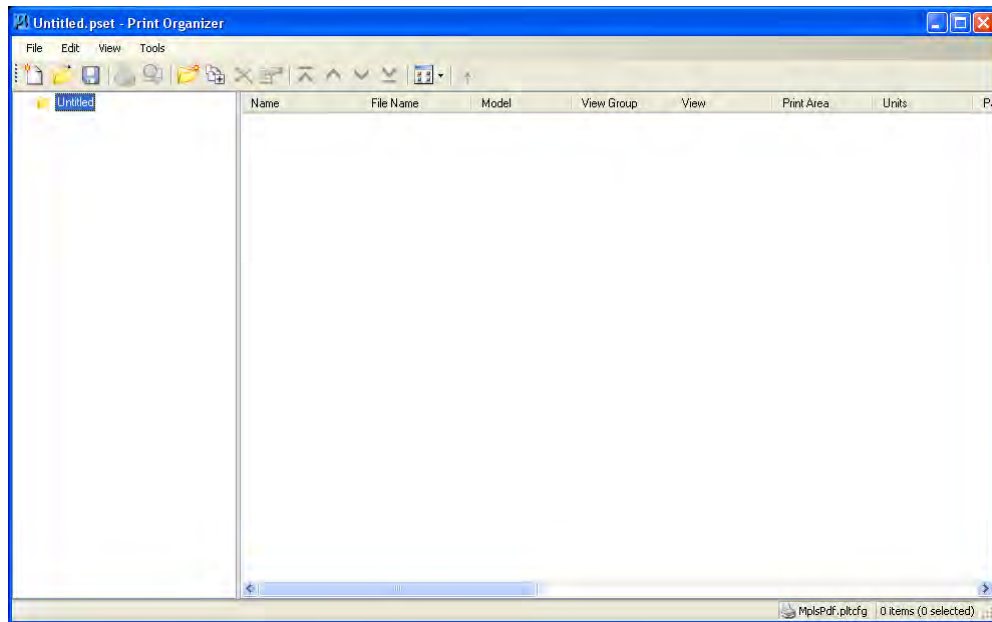 Untitled.pset - Print Organizer
File Edit View Tools
Untitled
Name File Name Model View Group View Print Area Units
MplsPdf.pltcfg 0 items (0 selected)